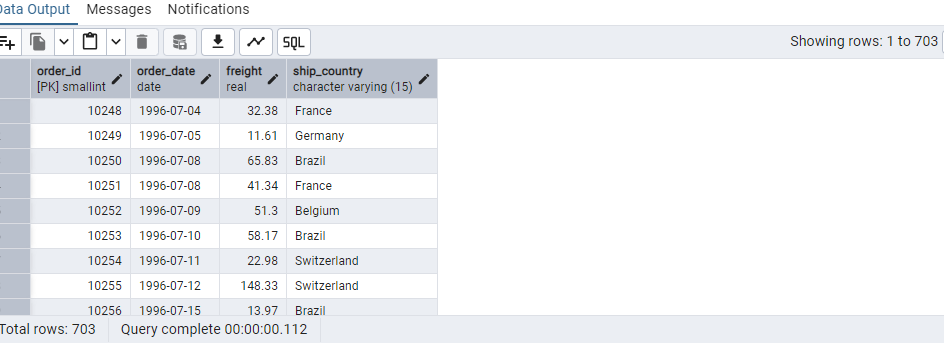 Data Output Messages Notifications
SQL Showing rows: 1 to 703
order_id order_date freight ship_country
[PK] smallint date real character varying (15)
10248 1996-07-04 32.38 France
10249 1996-07-05 11.61 Germany
10250 1996-07-08 65.83 Brazil
10251 1996-07-08 41.34 France
10252 1996-07-09 51.3 Belgium
10253 1996-07-10 58.17 Brazil
10254 1996-07-11 22.98 Switzerland
10255 1996-07-12 148.33 Switzerland
10256 1996-07-15 13.97 Brazil
Total rows: 703 Query complete 00:00:00.112